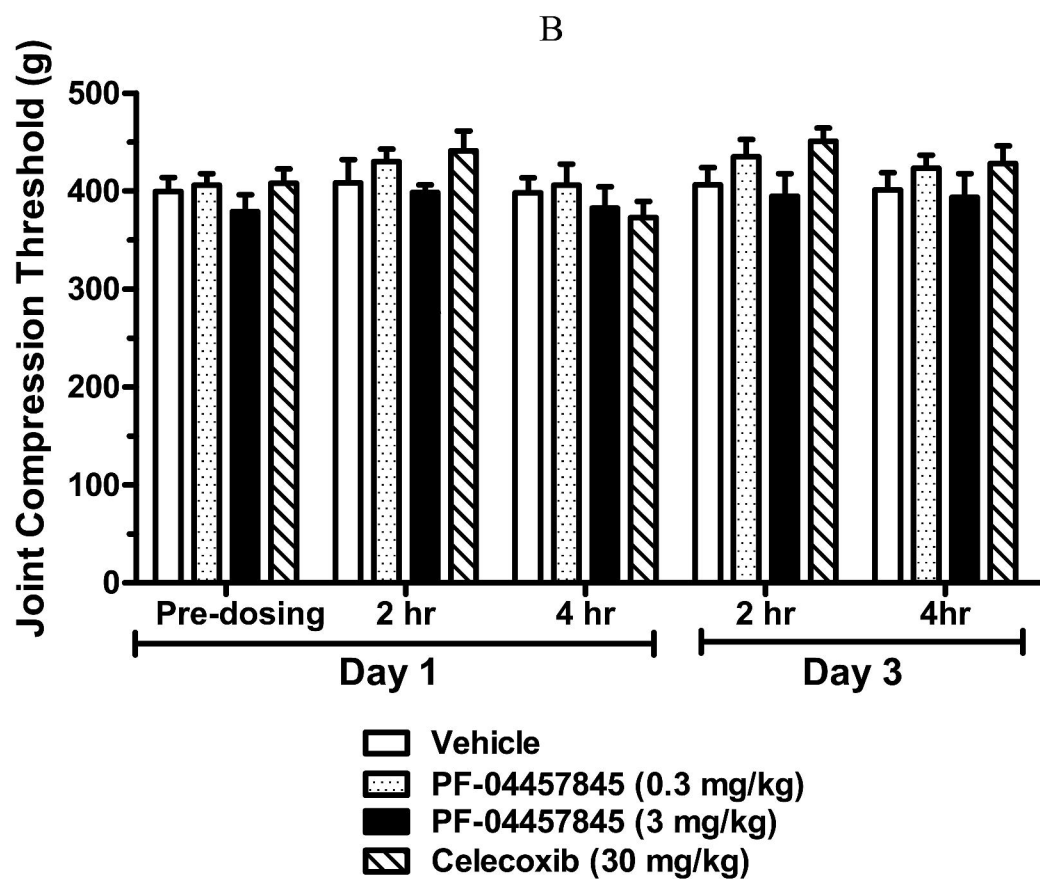 B
Joint Compression Threshold (g)
500
400
300
200
100
0
Pre-dosing 2 hr 4 hr 2 hr 4hr
Day 1 Day 3
Vehicle
PF-04457845 (0.3 mg/kg)
PF-04457845 (3 mg/kg)
Celecoxib (30 mg/kg)